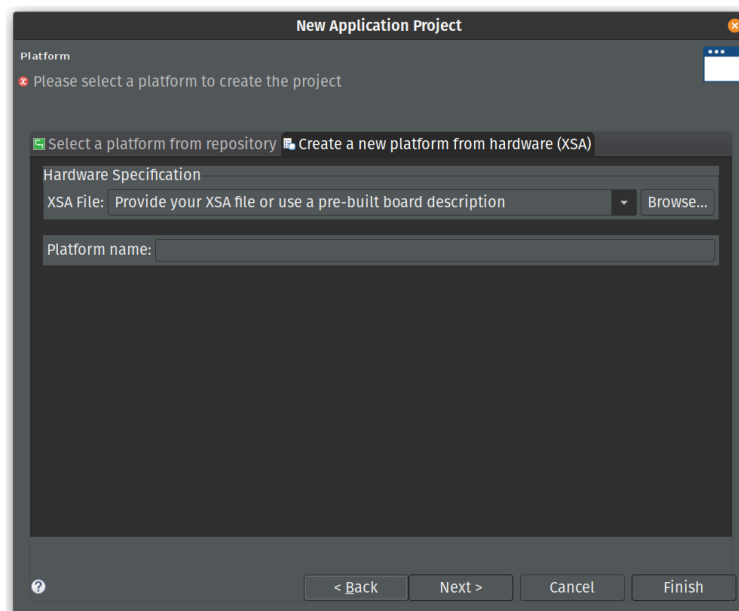 New Application Project
Platform
Please select a platform to create the project
Select a platform from repository Create a new platform from hardware (XSA)
Hardware Specification
XSA File: Provide your XSA file or use a pre-built board description Browse...
Platform name:
? < Back Next > Cancel Finish